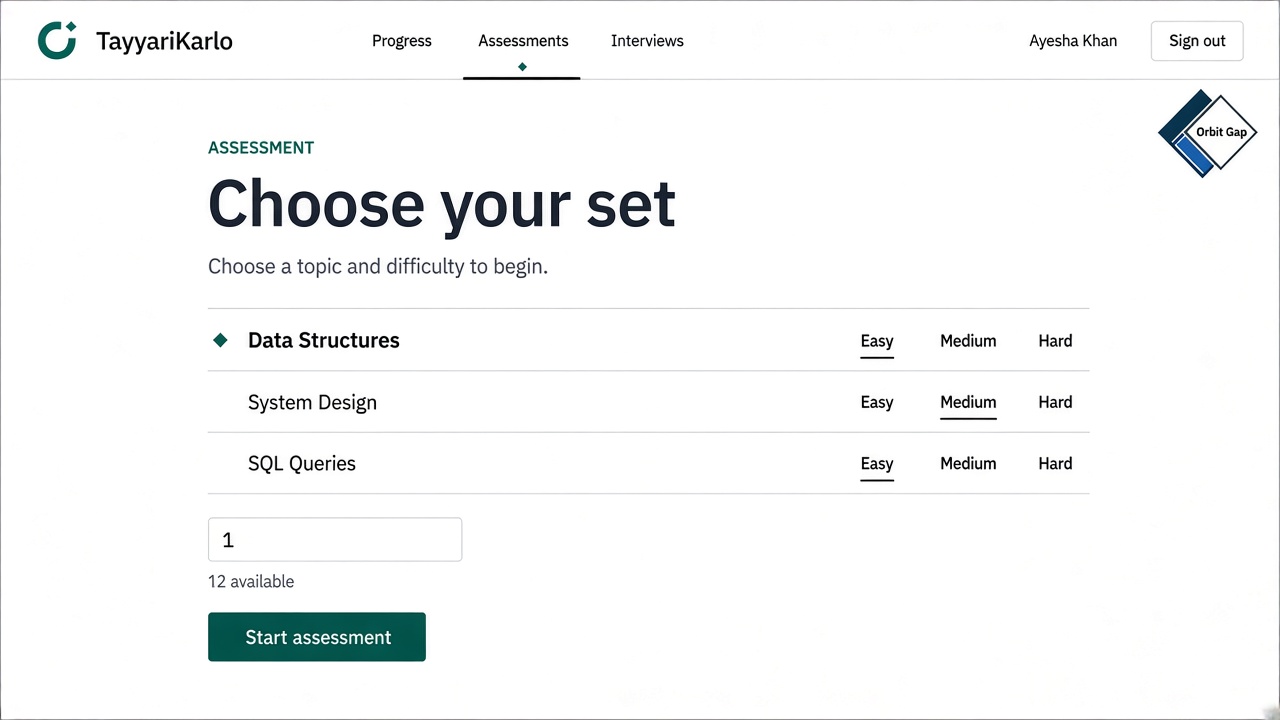 TayyariKarlo
Progress Assessments Interviews
Ayesha Khan
Sign out
Orbit Gap
ASSESSMENT
Choose your set
Choose a topic and difficulty to begin.
Data Structures Easy Medium Hard
System Design Easy Medium Hard
SQL Queries Easy Medium Hard
1
12 available
Start assessment